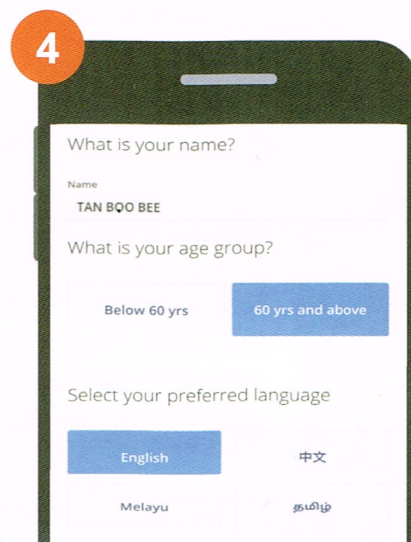 4
What is your name?
Name
TAN BOO BEE
What is your age group?
Below 60 yrs 60 yrs and above
Select your preferred language
English 中文
Melayu தமிழ்